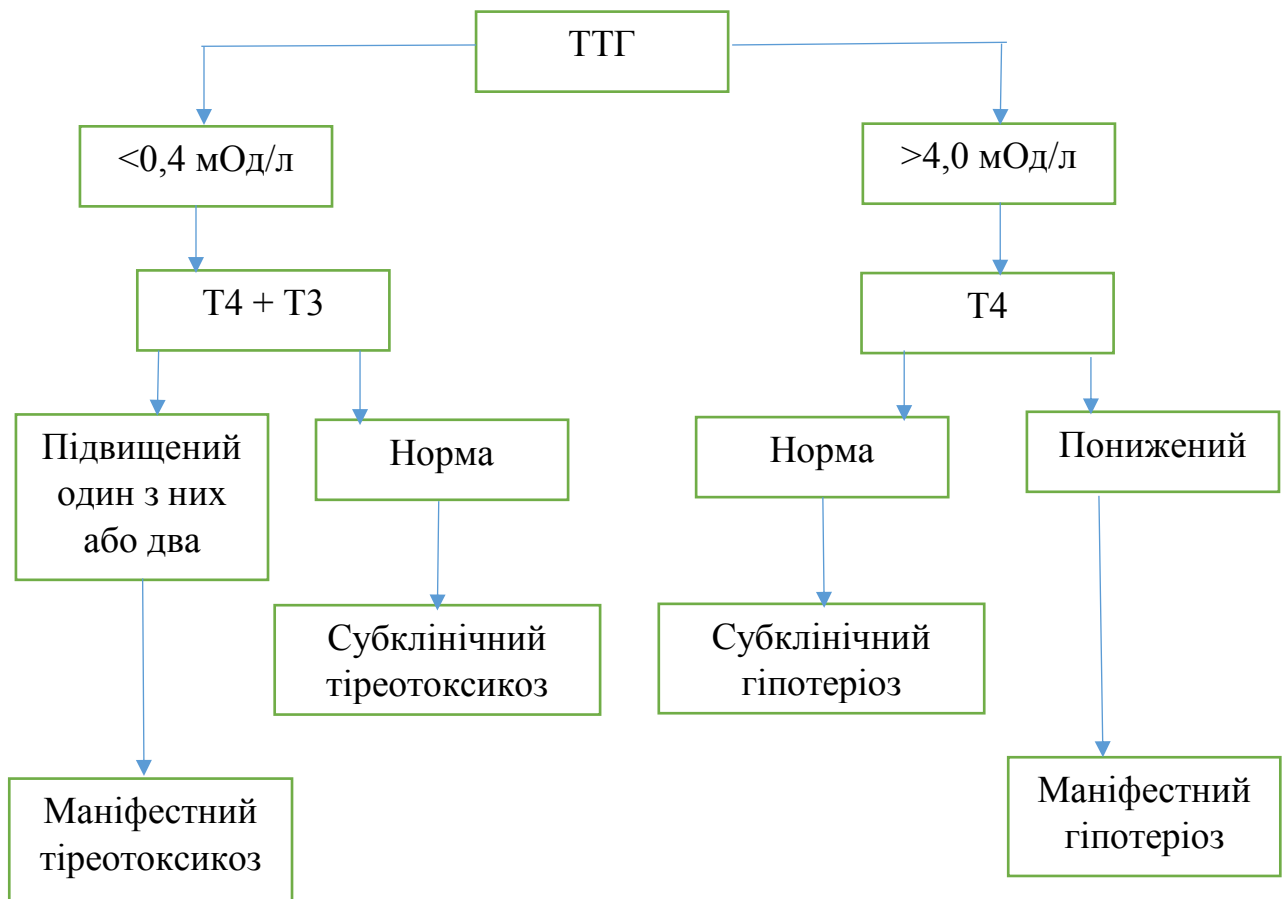 ТТГ
<0,4 мОд/л
>4,0 мОд/л
Т4 + Т3
Т4
Підвищений
один з них
або два
Норма
Норма
Понижений
Субклінічний
тіреотоксикоз
Субклінічний
гіпотеріоз
Маніфестний
тіреотоксикоз
Маніфестний
гіпотеріоз